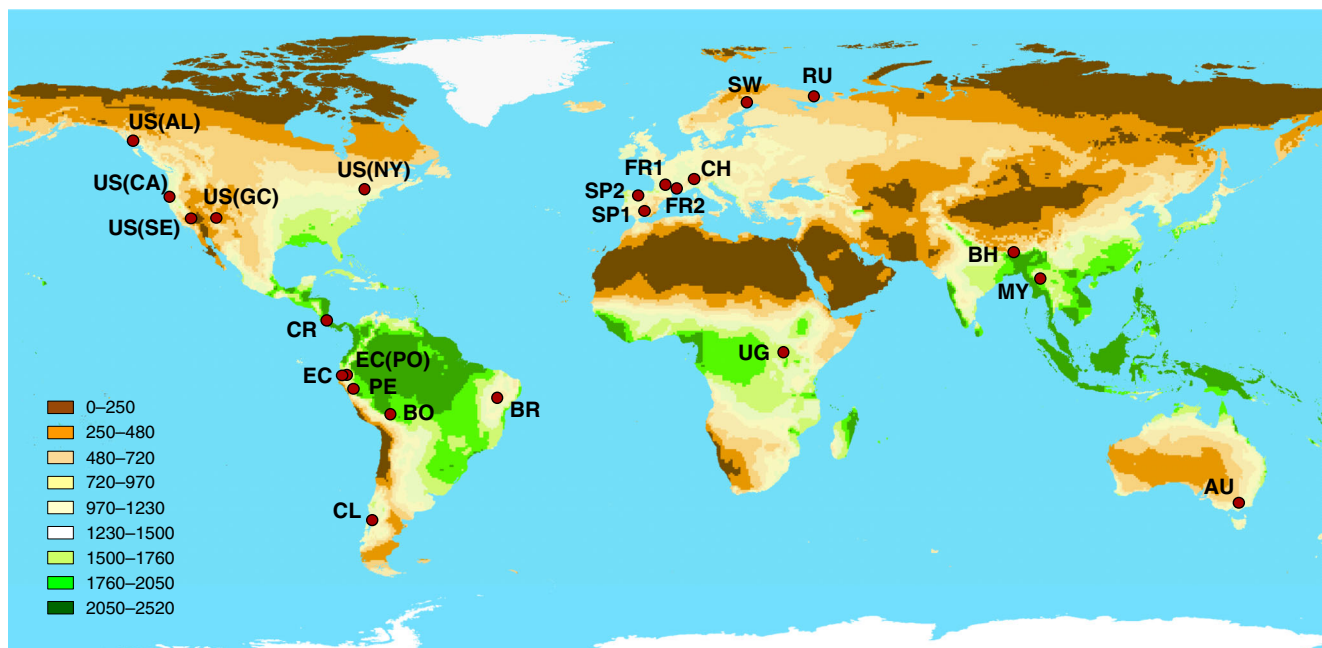 SW
RU
US(AL)
US(NY)
FR1
CH
US(CA)
US(GC)
SP2
FR2
SP1
US(SE)
BH
MY
CR
UG
EC(PO)
EC
PE
BO
BR
AU
CL
0–250
250–480
480–720
720–970
970–1230
1230–1500
1500–1760
1760–2050
2050–2520